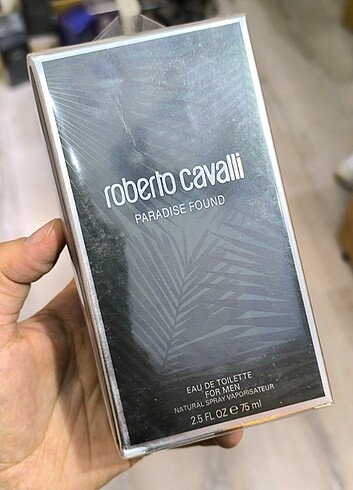 roberto cavalli
PARADISE FOUND
EAU DE TOILETTE
FOR MEN
NATURAL SPRAY VAPORISATEUR
2.5 FL OZ e 75 ml